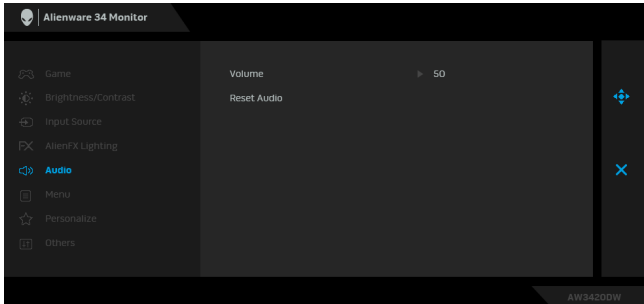 Alienware 34 Monitor
Game
Volume 50
Brightness/Contrast
Reset Audio
Input Source
AlienFX Lighting
Audio
Menu
Personalize
Others
AW3420DW